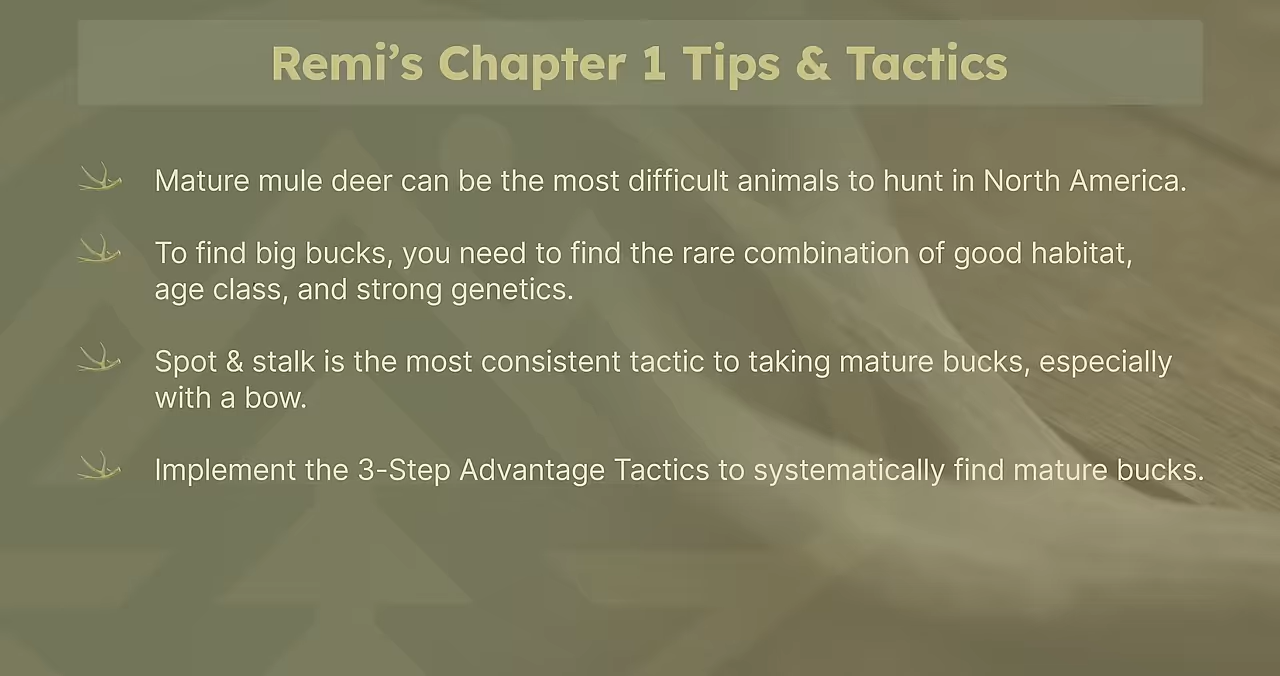 Remi’s Chapter 1 Tips & Tactics
Mature mule deer can be the most difficult animals to hunt in North America.
To find big bucks, you need to find the rare combination of good habitat,
age class, and strong genetics.
Spot & stalk is the most consistent tactic to taking mature bucks, especially
with a bow.
Implement the 3-Step Advantage Tactics to systematically find mature bucks.